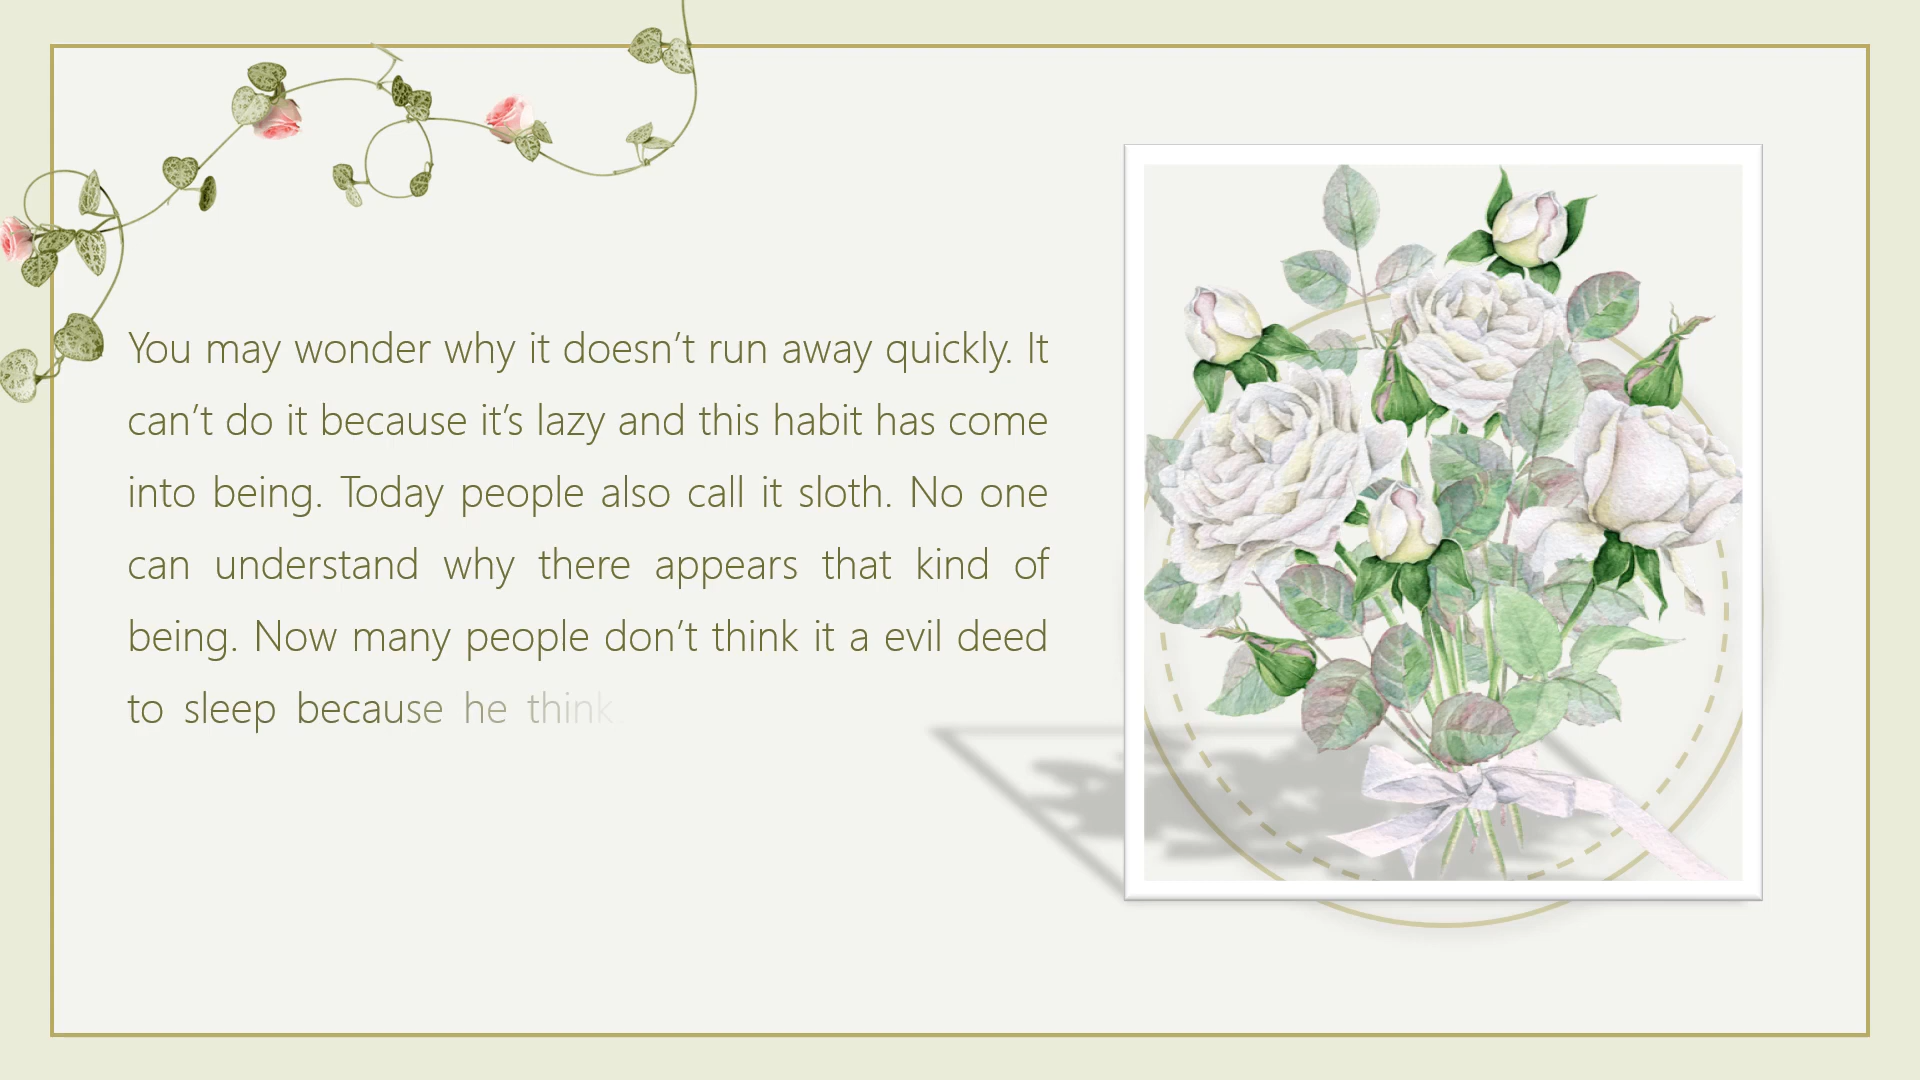 You may wonder why it doesn’t run away quickly. It
can’t do it because it’s lazy and this habit has come
into being. Today people also call it sloth. No one
can understand why there appears that kind of
being. Now many people don’t think it a evil deed
to sleep because he think